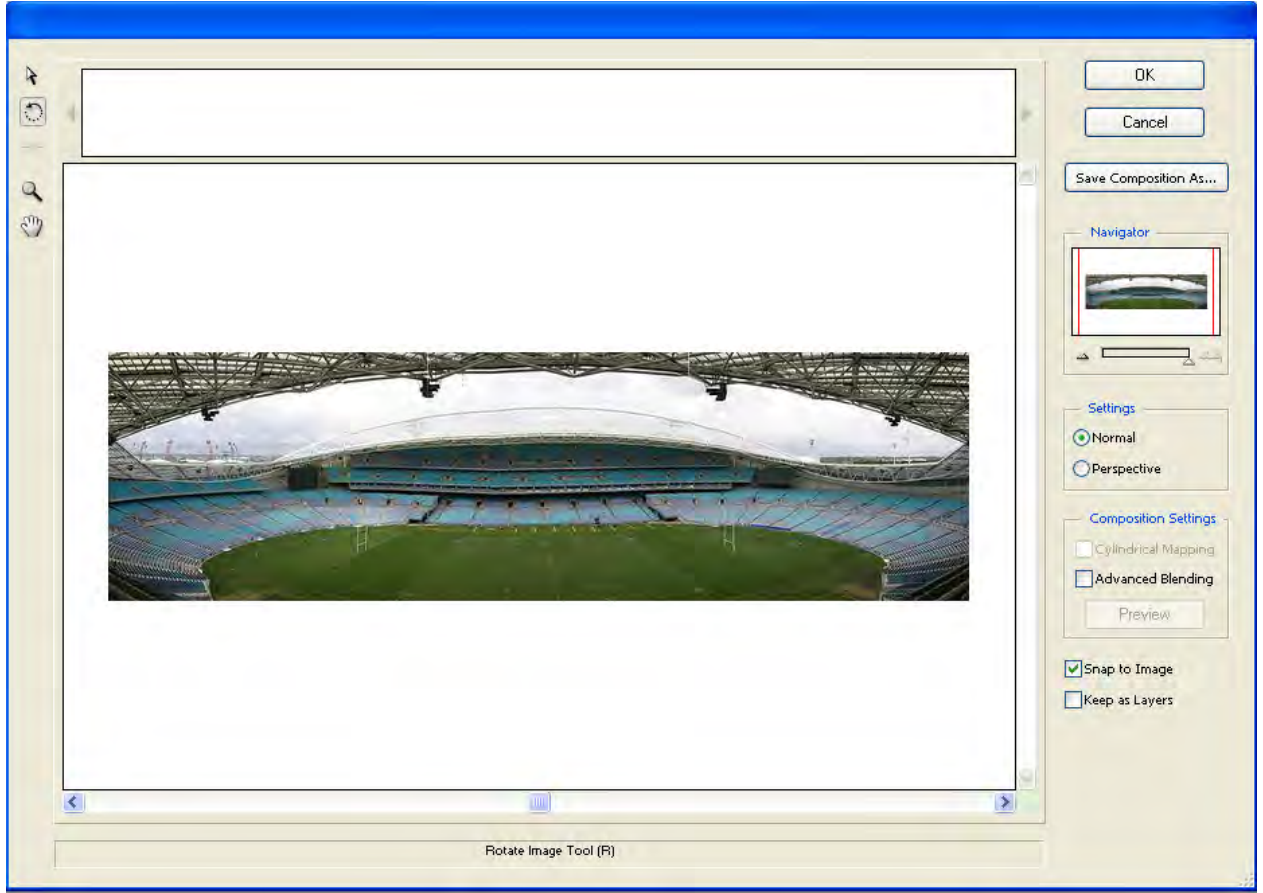 OK
Cancel
Save Composition As...
Navigator
Settings
Normal
Perspective
Composition Settings
Cylindrical Mapping
Advanced Blending
Preview
Snap to Image
Keep as Layers
Rotate Image Tool (R)